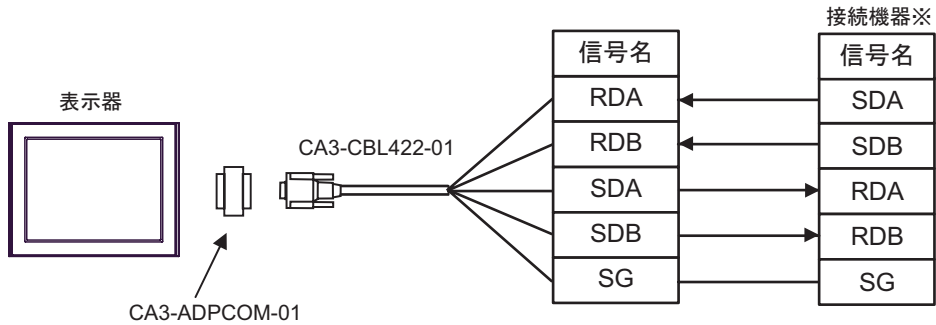 接続機器※
信号名
信号名
表示器
RDA
SDA
CA3-CBL422-01
RDB
SDB
SDA
RDA
SDB
RDB
SG
SG
CA3-ADPCOM-01